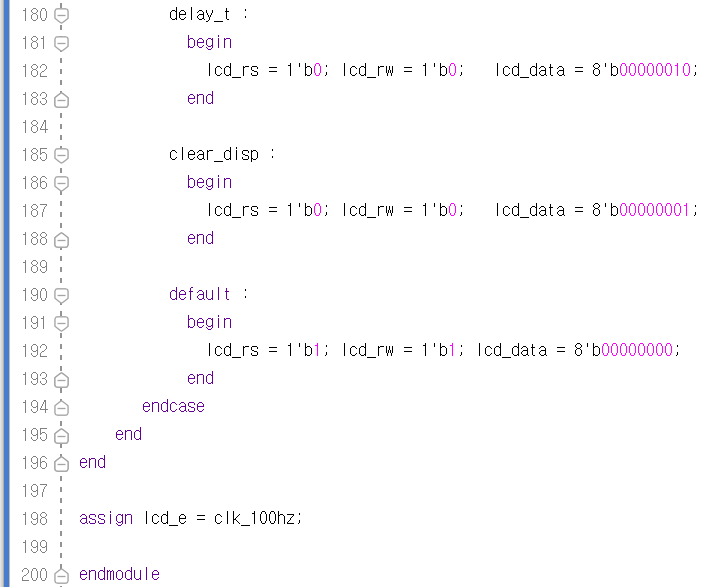 180 delay_t :
181 begin
182 lcd_rs = 1'b0; lcd_rw = 1'b0; lcd_data = 8'b00000010;
183 end
184
185 clear_disp :
186 begin
187 lcd_rs = 1'b0; lcd_rw = 1'b0; lcd_data = 8'b00000001;
188 end
189
190 default :
191 begin
192 lcd_rs = 1'b1; lcd_rw = 1'b1; lcd_data = 8'b00000000;
193 end
194 endcase
195 end
196 end
197
198 assign lcd_e = clk_100hz;
199
200 endmodule